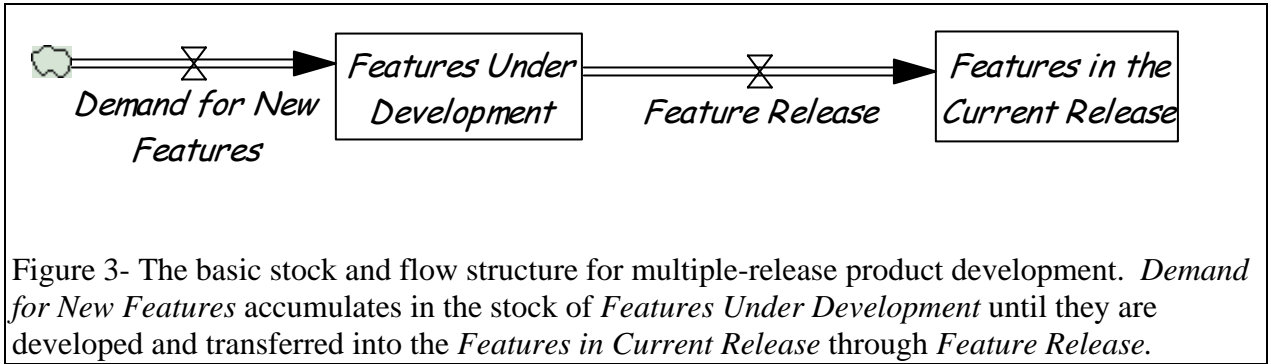 Features Under
Development
Features in the
Current Release
Demand for New
Features
Feature Release
Figure 3- The basic stock and flow structure for multiple-release product development. Demand
for New Features accumulates in the stock of Features Under Development until they are
developed and transferred into the Features in Current Release through Feature Release.